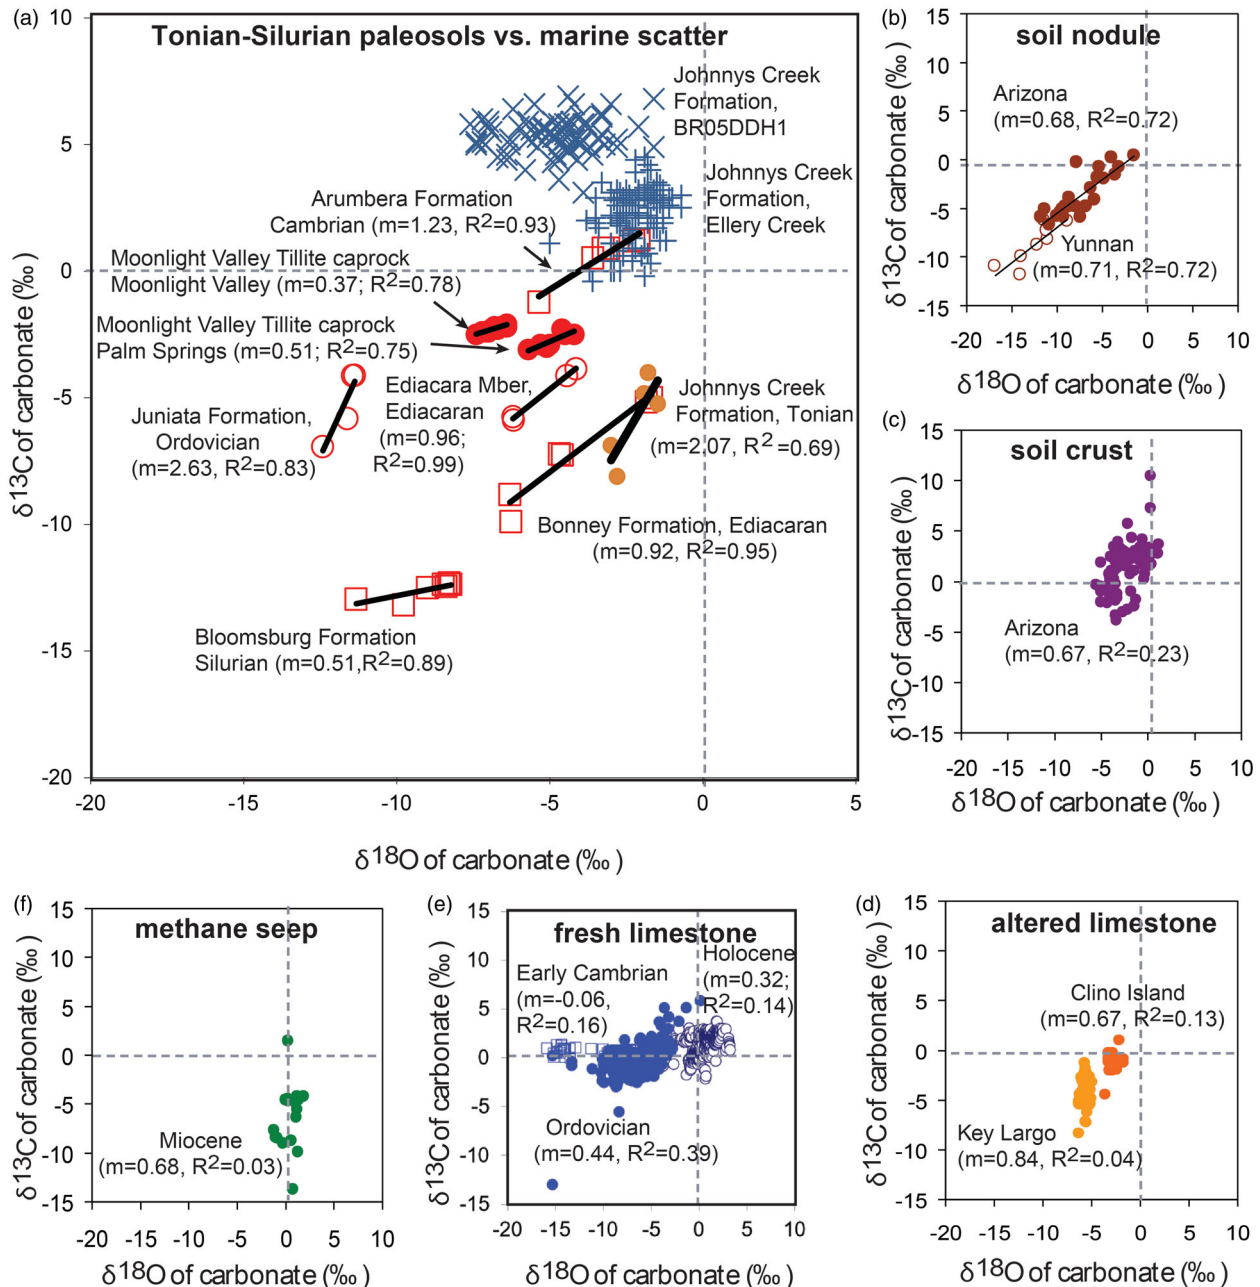 (a)
Tonian-Silurian paleosols vs. marine scatter
10
5
0
-5
-10
-15
-20
δ13C of carbonate (‰)
Johnnys Creek
Formation,
BR05DDH1
Johnnys Creek
Formation,
Ellery Creek
Arumbera Formation
Cambrian (m=1.23, R2=0.93)
Moonlight Valley Tillite caprock
Moonlight Valley (m=0.37; R2=0.78)
Moonlight Valley Tillite caprock
Palm Springs (m=0.51; R2=0.75)
Juniata Formation,
Ordovician
(m=2.63, R2=0.83)
Ediacara Mber,
Ediacaran
(m=0.96;
R2=0.99)
Johnnys Creek
Formation, Tonian
(m=2.07, R2=0.69)
Bonney Formation, Ediacaran
(m=0.92, R2=0.95)
Bloomsburg Formation
Silurian (m=0.51,R2=0.89)
-20 -15 -10 -5 0 5
δ18O of carbonate (‰)
(b)
soil nodule
15
10
5
0
-5
-10
-15
δ13C of carbonate (‰)
Arizona
(m=0.68, R2=0.72)
Yunnan
(m=0.71, R2=0.72)
-20 -15 -10 -5 0 5 10
δ18O of carbonate (‰)
(c)
soil crust
15
10
5
0
-5
-10
-15
δ13C of carbonate (‰)
Arizona
(m=0.67, R2=0.23)
-20 -15 -10 -5 0 5 10
δ18O of carbonate (‰)
(f)
methane seep
15
10
5
0
-5
-10
-15
δ13C of carbonate (‰)
Miocene
(m=0.68, R2=0.03)
-20 -15 -10 -5 0 5 10
δ18O of carbonate (‰)
(e)
fresh limestone
15
10
5
0
-5
-10
-15
δ13C of carbonate (‰)
Early Cambrian
(m=-0.06,
R2=0.16)
Holocene
(m=0.32;
R2=0.14)
Ordovician
(m=0.44, R2=0.39)
-20 -15 -10 -5 0 5 10
δ18O of carbonate (‰)
(d)
altered limestone
15
10
5
0
-5
-10
-15
δ13C of carbonate (‰)
Clino Island
(m=0.67, R2=0.13)
Key Largo
(m=0.84, R2=0.04)
-20 -15 -10 -5 0 5 10
δ18O of carbonate (‰)